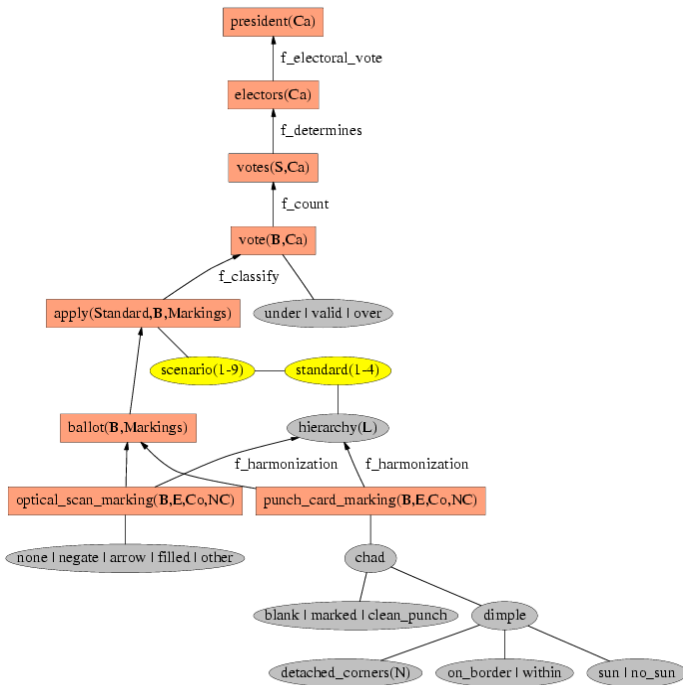 president(Ca)
f_electoral_vote
electors(Ca)
f_determines
votes(S,Ca)
f_count
vote(B,Ca)
f_classify
apply(Standard,B,Markings)
under | valid | over
scenario(1-9)
standard(1-4)
ballot(B,Markings)
hierarchy(L)
f_harmonization
f_harmonization
optical_scan_marking(B,E,Co,NC)
punch_card_marking(B,E,Co,NC)
none | negate | arrow | filled | other
chad
blank | marked | clean_punch
dimple
detached_corners(N)
on_border | within
sun | no_sun